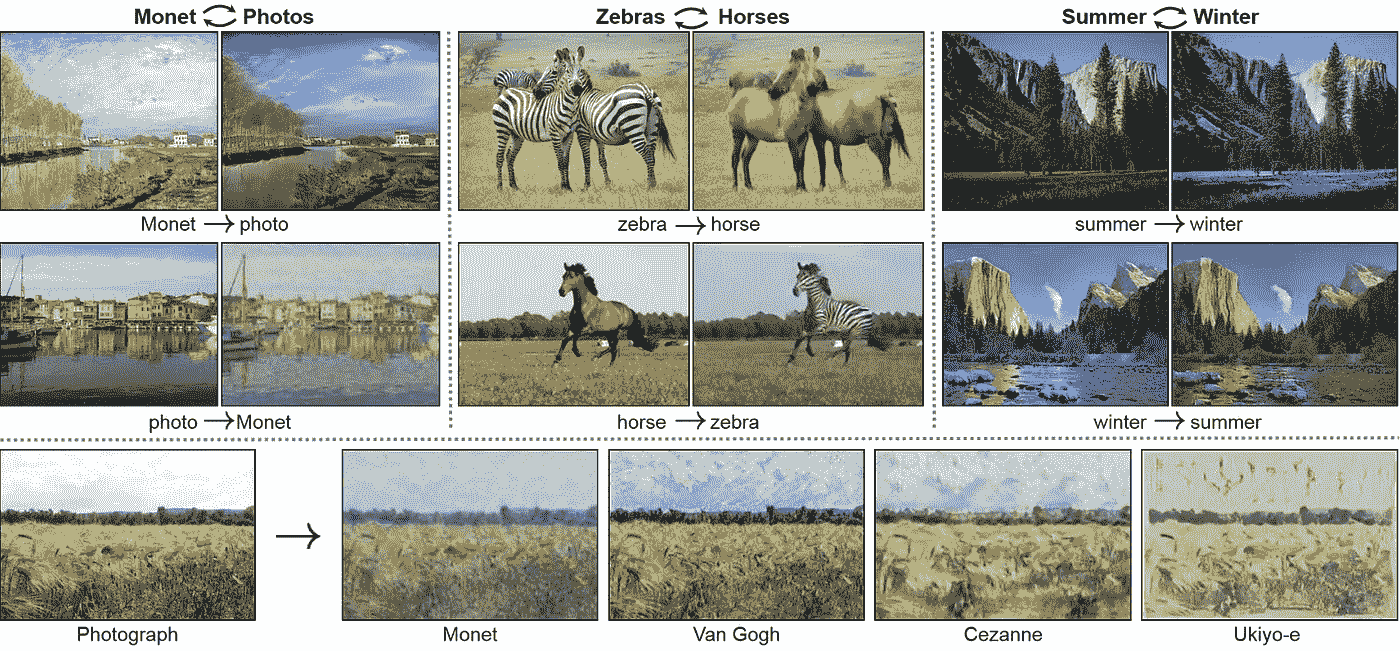 Monet Photos
Zebras Horses
Summer Winter
Monet → photo
zebra → horse
summer → winter
photo → Monet
horse → zebra
winter → summer
Photograph
Monet
Van Gogh
Cezanne
Ukiyo-e